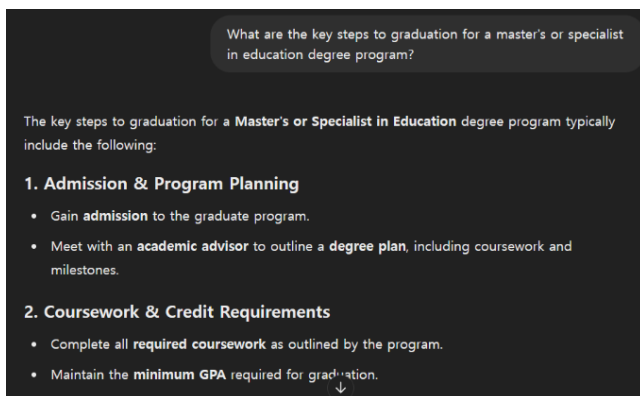 What are the key steps to graduation for a master's or specialist
in education degree program?
The key steps to graduation for a Master's or Specialist in Education degree program typically
include the following:
1. Admission & Program Planning
• Gain admission to the graduate program.
• Meet with an academic advisor to outline a degree plan, including coursework and
milestones.
2. Coursework & Credit Requirements
• Complete all required coursework as outlined by the program.
• Maintain the minimum GPA required for graduation.